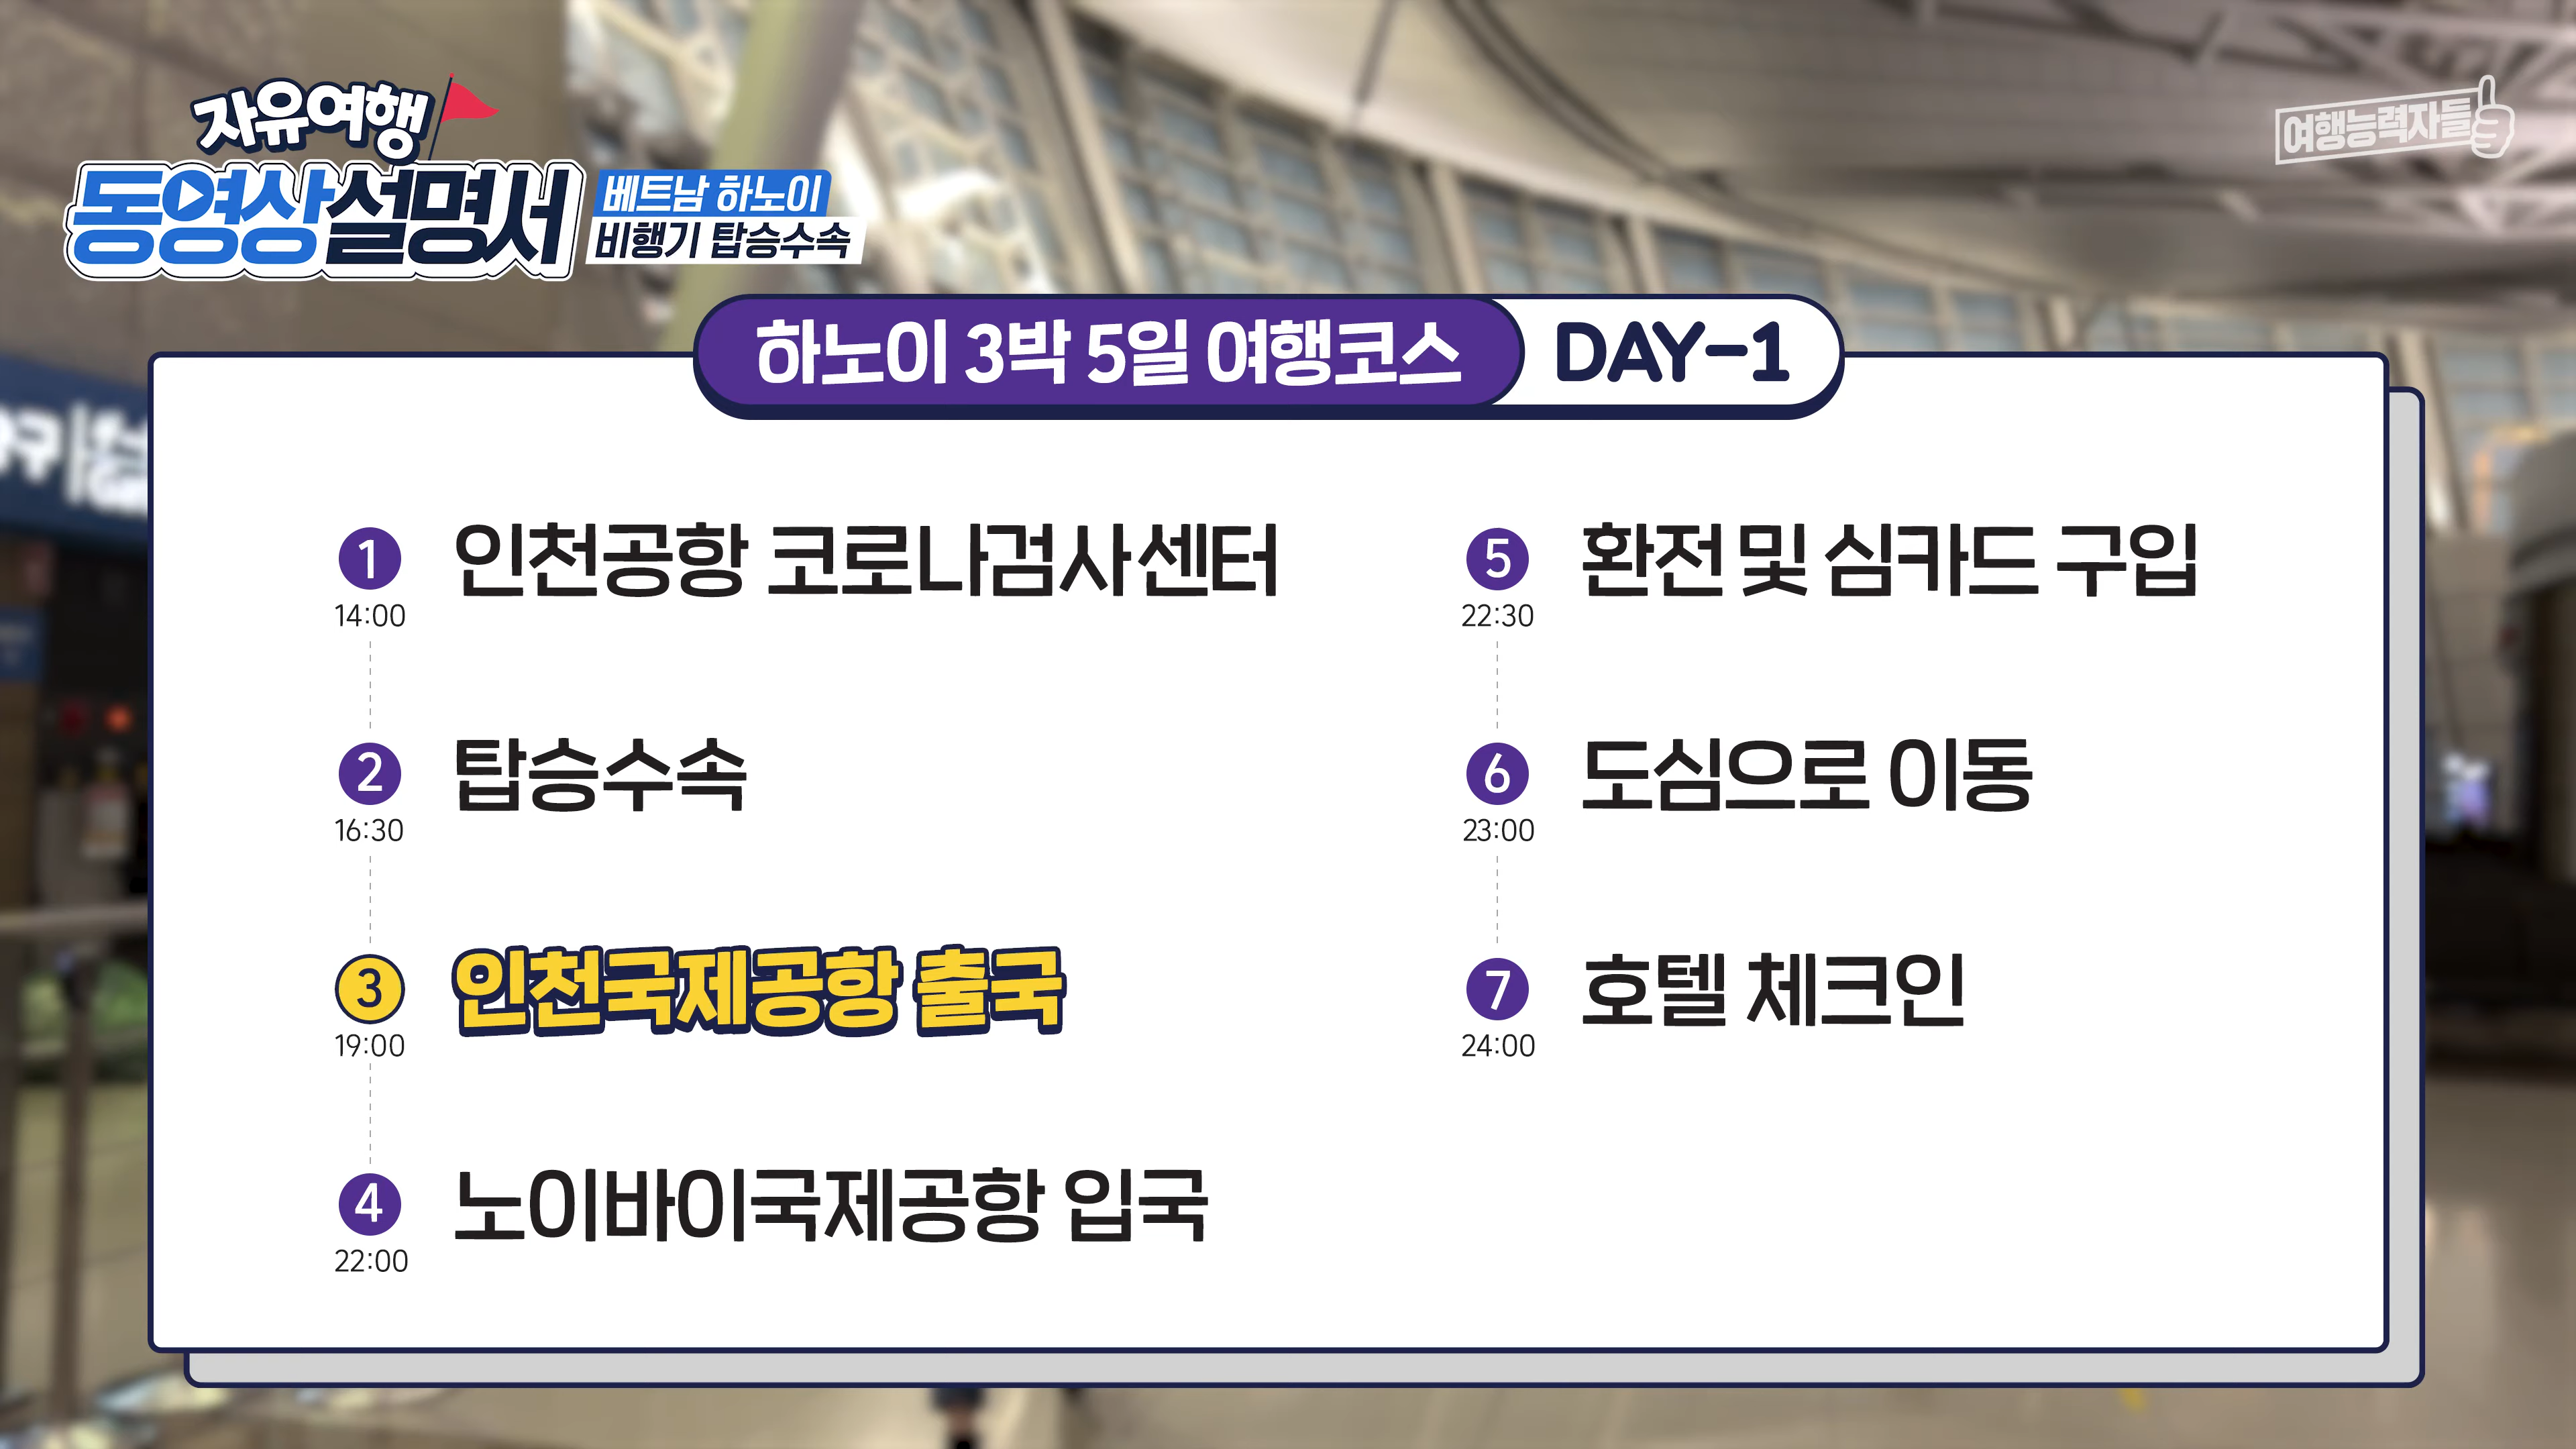 자유여행
동영상설명서
베트남 하노이
비행기 탑승수속
여행능력자들
하노이 3박 5일 여행코스 DAY-1
1 인천공항 코로나검사센터
14:00
2 탑승수속
16:30
3 인천국제공항 출국
19:00
4 노이바이국제공항 입국
22:00
5 환전 및 심카드 구입
22:30
6 도심으로 이동
23:00
7 호텔 체크인
24:00